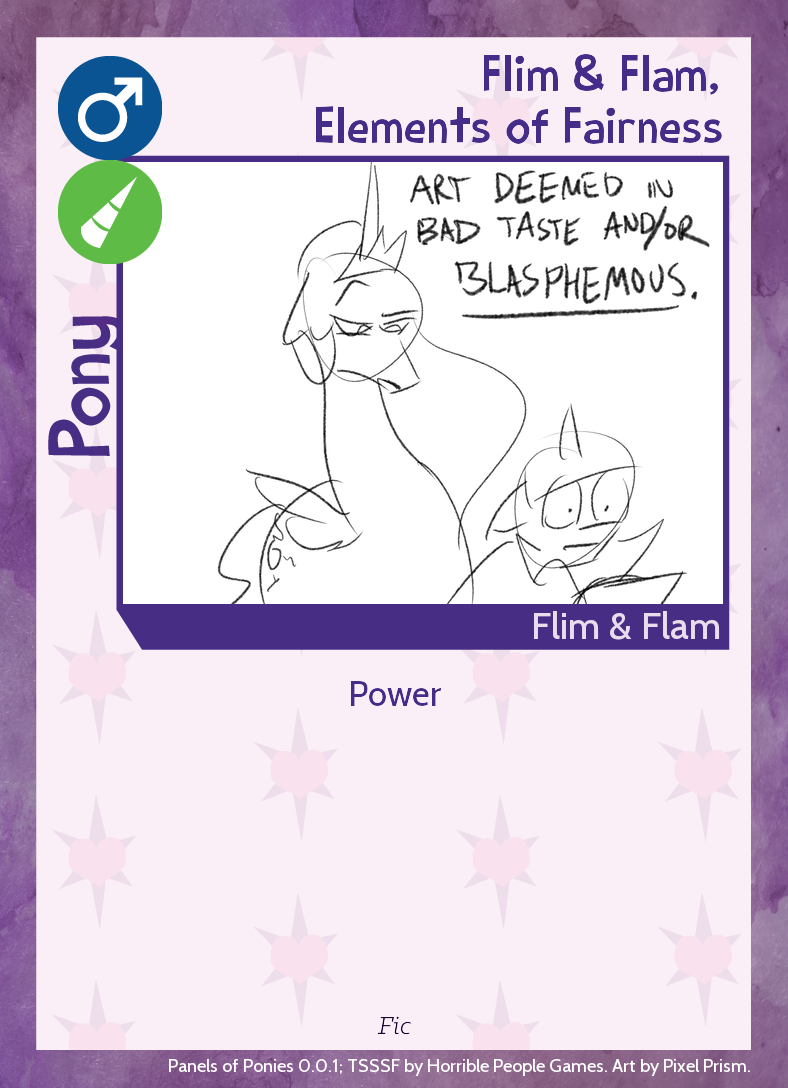 Flim & Flam,
Elements of Fairness
ART DEEMED IN
BAD TASTE AND/OR
BLASPHEMOUS.
Pony
Flim & Flam
Power
Fic
Panels of Ponies 0.0.1; TSSSF by Horrible People Games. Art by Pixel Prism.